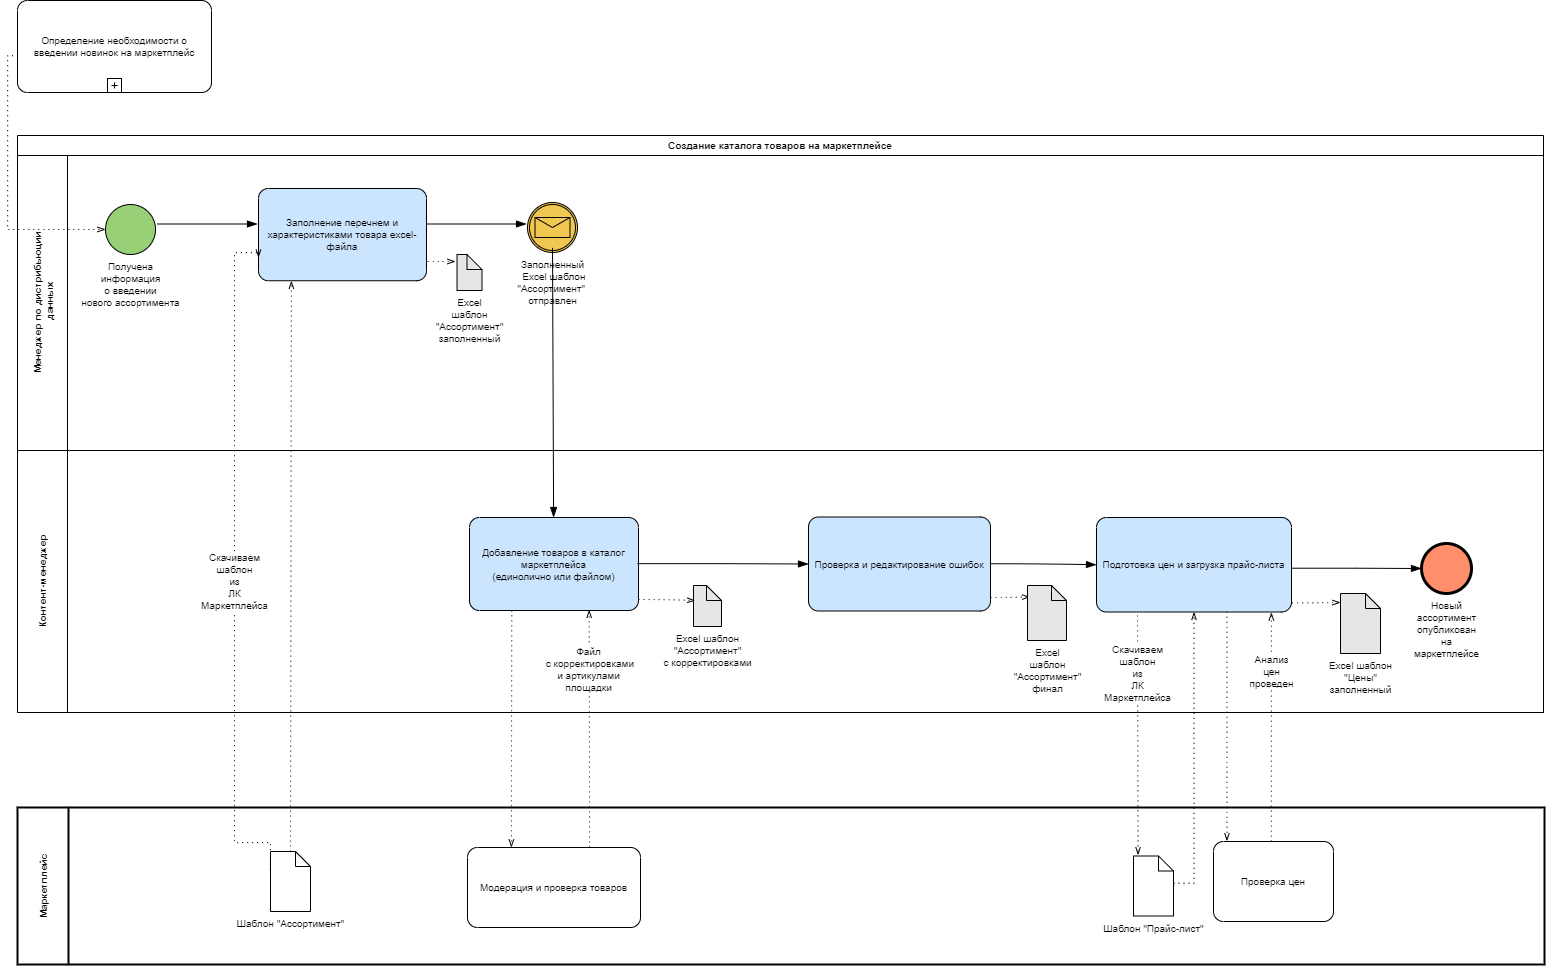 Определение необходимости о
введении новинок на маркетплейс
Создание каталога товаров на маркетплейсе
Менеджер по дистрибьюции
данных
Получена
информация
о введении
нового ассортимента
Заполнение перечнем и
характеристиками товара excel-
файла
Excel
шаблон
"Ассортимент"
заполненный
Заполненный
Excel шаблон
"Ассортимент"
отправлен
Контент-менеджер
Скачиваем
шаблон
из
ЛК
Маркетплейса
Добавление товаров в каталог
маркетплейса
(единолично или файлом)
Файл
с корректировками
и артикулами
площадки
Excel шаблон
"Ассортимент"
с корректировками
Проверка и редактирование ошибок
Excel
шаблон
"Ассортимент"
финал
Подготовка цен и загрузка прайс-листа
Скачиваем
шаблон
из
ЛК
Маркетплейса
Анализ
цен
проведен
Excel шаблон
"Цены"
заполненный
Новый
ассортимент
опубликован
на
маркетплейсе
Маркетплейс
Шаблон "Ассортимент"
Модерация и проверка товаров
Шаблон "Прайс-лист"
Проверка цен